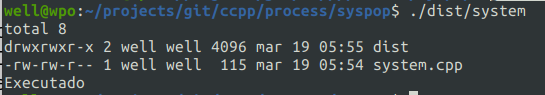 well@wpo:~/projects/git/ccpp/process/syspop$ ./dist/system
total 8
drwxrwxr-x 2 well well 4096 mar 19 05:55 dist
-rw-rw-r-- 1 well well  115 mar 19 05:54 system.cpp
Executado